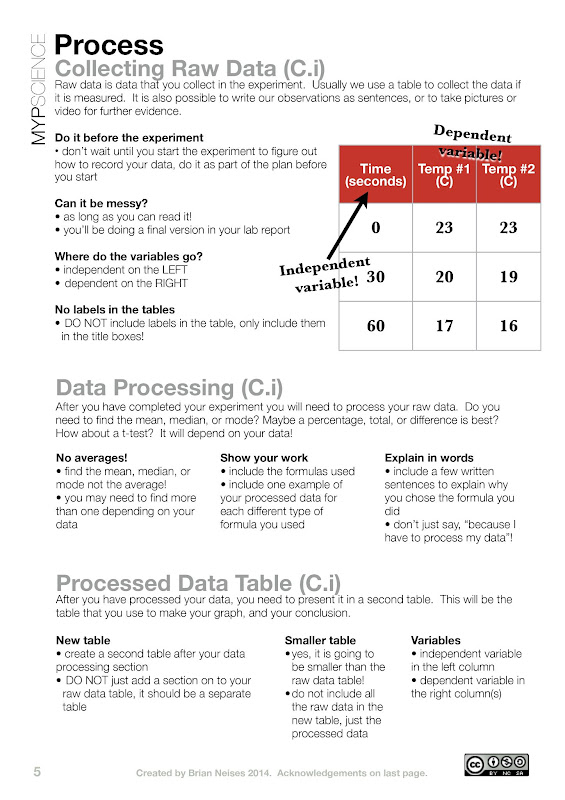 MYPSCIENCE
Process
Collecting Raw Data (C.i)
Raw data is data that you collect in the experiment. Usually we use a table to collect the data if
it is measured. It is also possible to write our observations as sentences, or to take pictures or
video for further evidence.
Do it before the experiment
• don't wait until you start the experiment to figure out
how to record your data, do it as part of the plan before
you start
Can it be messy?
• as long as you can read it!
• you'll be doing a final version in your lab report
Where do the variables go?
• independent on the LEFT
• dependent on the RIGHT
No labels in the tables
• DO NOT include labels in the table, only include them
in the title boxes!
Dependent
variable!
Time Temp #1 Temp #2
(seconds) (C) (C)
0 23 23
Independent
variable!
30 20 19
60 17 16
Data Processing (C.i)
After you have completed your experiment you will need to process your raw data. Do you
need to find the mean, median, or mode? Maybe a percentage, total, or difference is best?
How about a t-test? It will depend on your data!
No averages!
• find the mean, median, or
mode not the average!
• you may need to find more
than one depending on your
data
Show your work
• include the formulas used
• include one example of
your processed data for
each different type of
formula you used
Explain in words
• include a few written
sentences to explain why
you chose the formula you
did
• don't just say, "because I
have to process my data"!
Processed Data Table (C.i)
After you have processed your data, you need to present it in a second table. This will be the
table that you use to make your graph, and your conclusion.
New table
• create a second table after your data
processing section
• DO NOT just add a section on to your
raw data table, it should be a separate
table
Smaller table
• yes, it is going to
be smaller than the
raw data table!
• do not include all
the raw data in the
new table, just the
processed data
Variables
• independent variable
in the left column
• dependent variable in
the right column(s)
5
Created by Brian Neises 2014. Acknowledgements on last page.
cc
BY NC SA